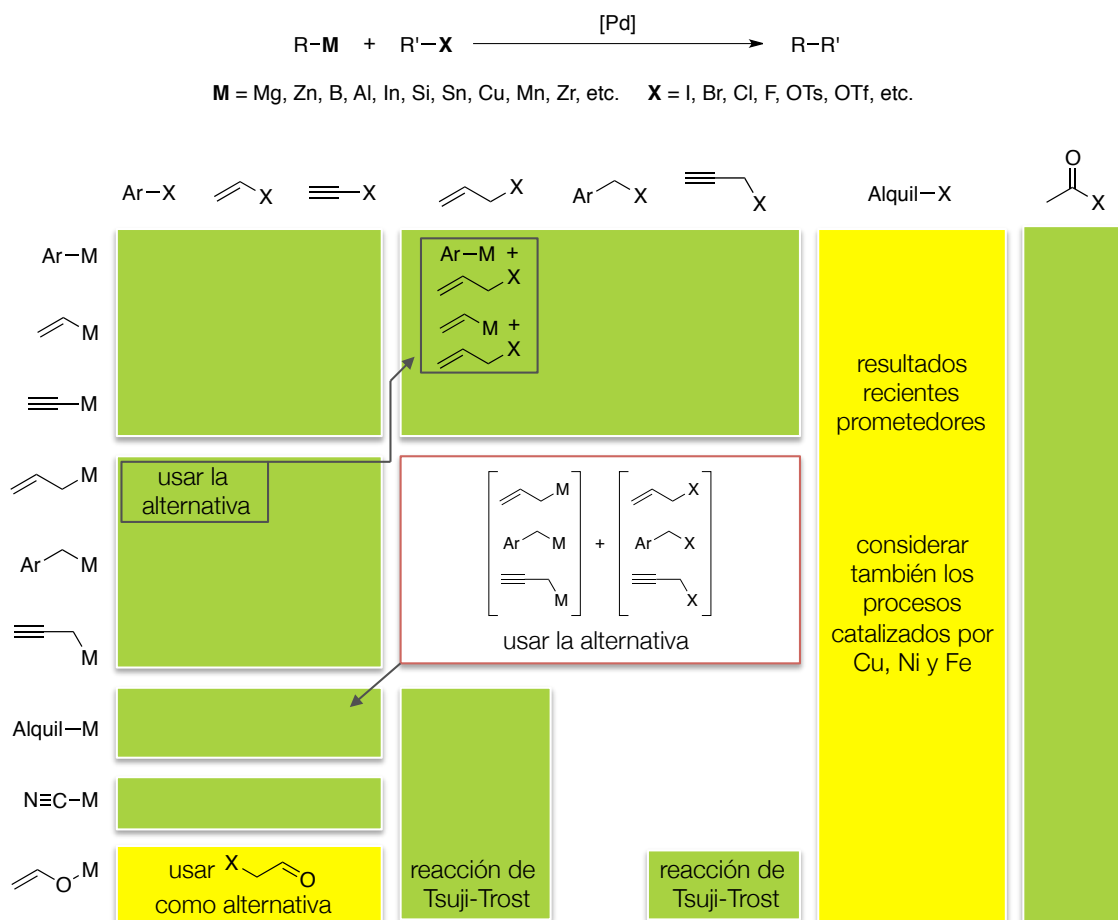 [Pd]
R–M + R'–X R–R'
M = Mg, Zn, B, Al, In, Si, Sn, Cu, Mn, Zr, etc. X = I, Br, Cl, F, OTs, OTf, etc.
Ar–X X X X Ar X X Alquil–X O X
Ar–M
Ar–M +
X
M
M +
X
resultados
recientes
prometedores
M
M
usar la
alternativa
M X
Ar M + Ar X
M X
usar la alternativa
Ar M
considerar
también los
procesos
catalizados por
Cu, Ni y Fe
M
Alquil–M
N≡C–M
O M
usar X O
como alternativa
reacción de
Tsuji-Trost
reacción de
Tsuji-Trost